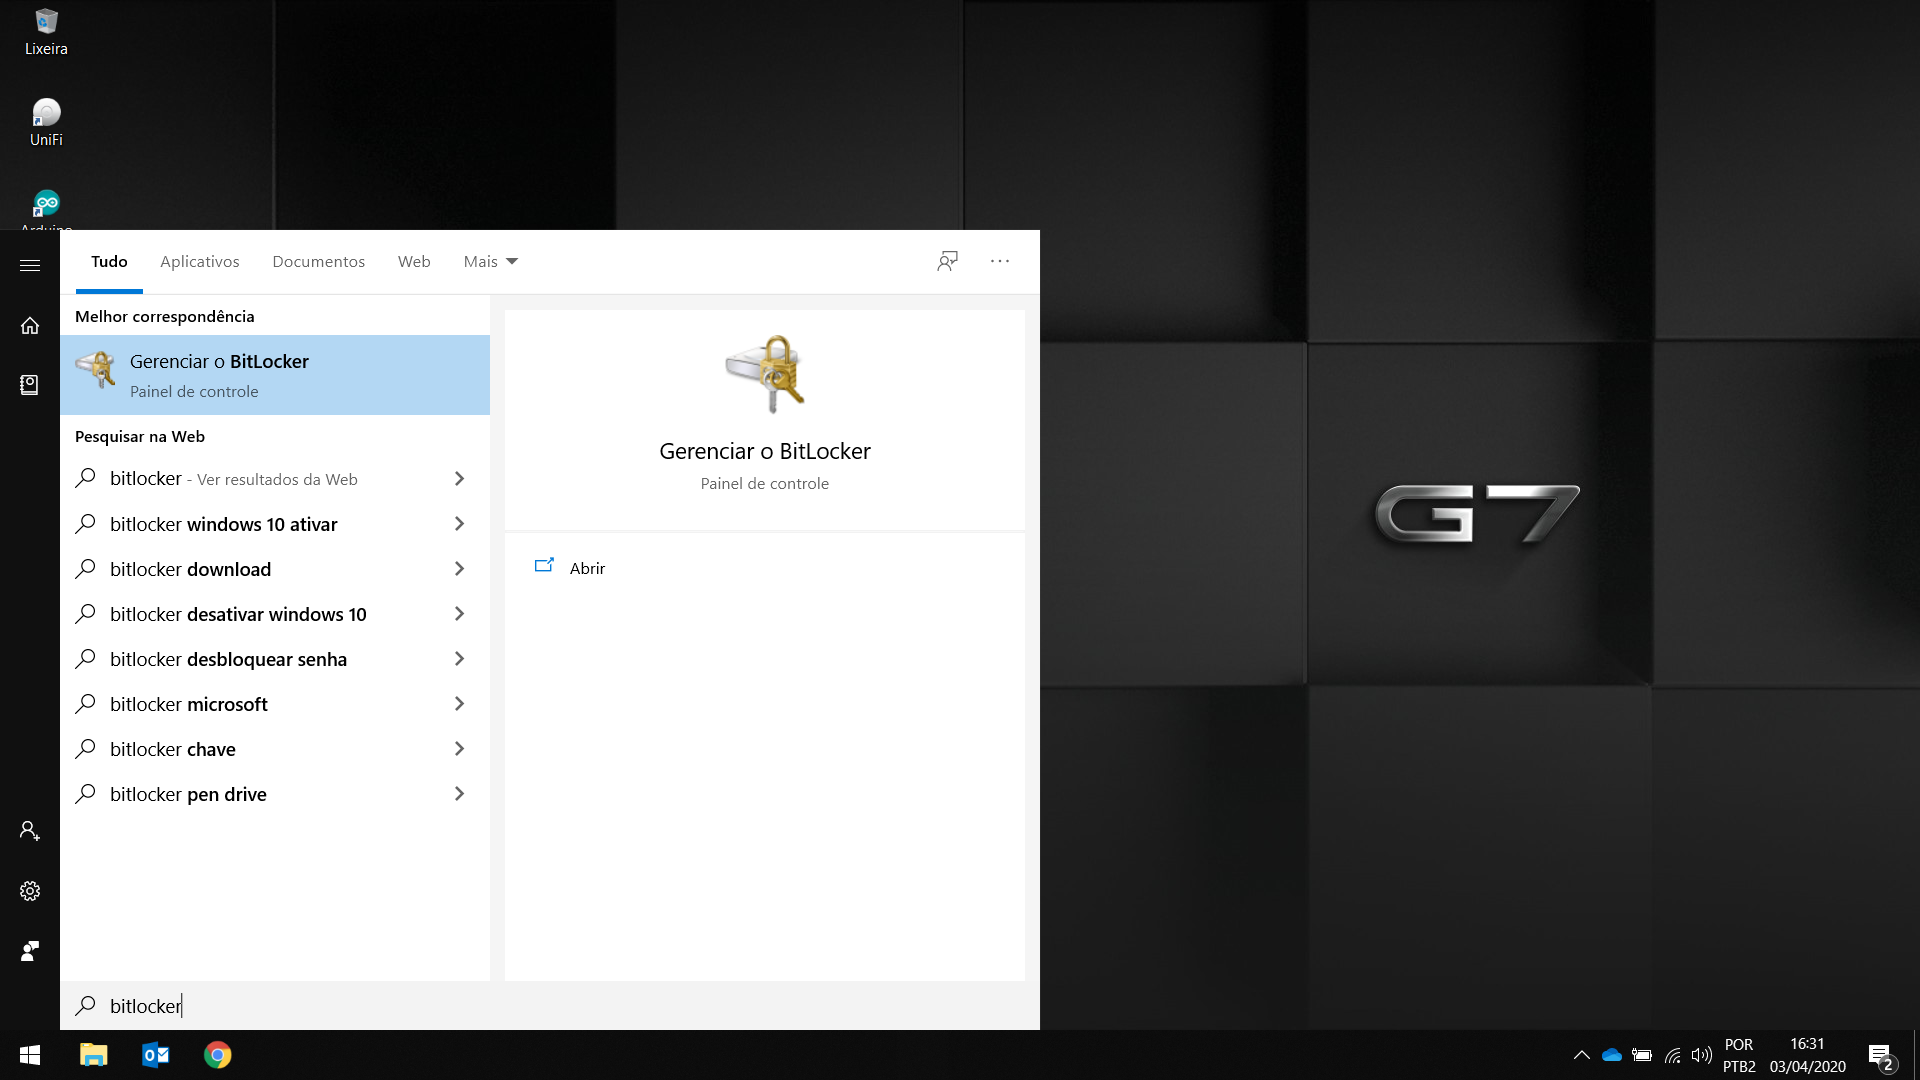 Lixeira
UniFi
Arduino
Tudo
Aplicativos
Documentos
Web
Mais
Melhor correspondência
Gerenciar o BitLocker
Painel de controle
Pesquisar na Web
bitlocker - Ver resultados da Web
bitlocker windows 10 ativar
bitlocker download
bitlocker desativar windows 10
bitlocker desbloquear senha
bitlocker microsoft
bitlocker chave
bitlocker pen drive
Gerenciar o BitLocker
Painel de controle
Abrir
G7
bitlocker
POR
PTB2
16:31
03/04/2020
2